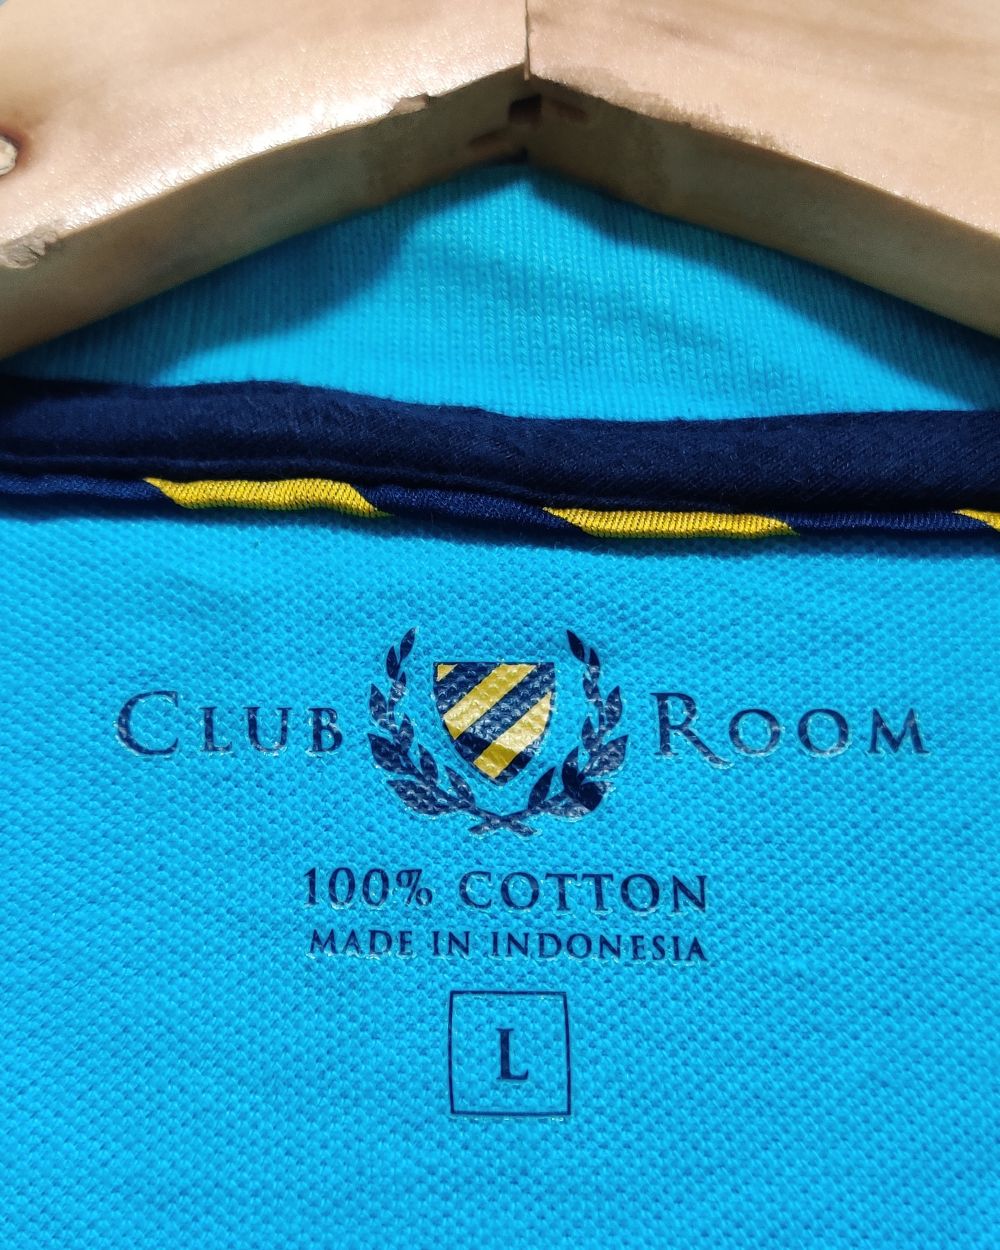 CLUB ROOM
100% COTTON
MADE IN INDONESIA
L